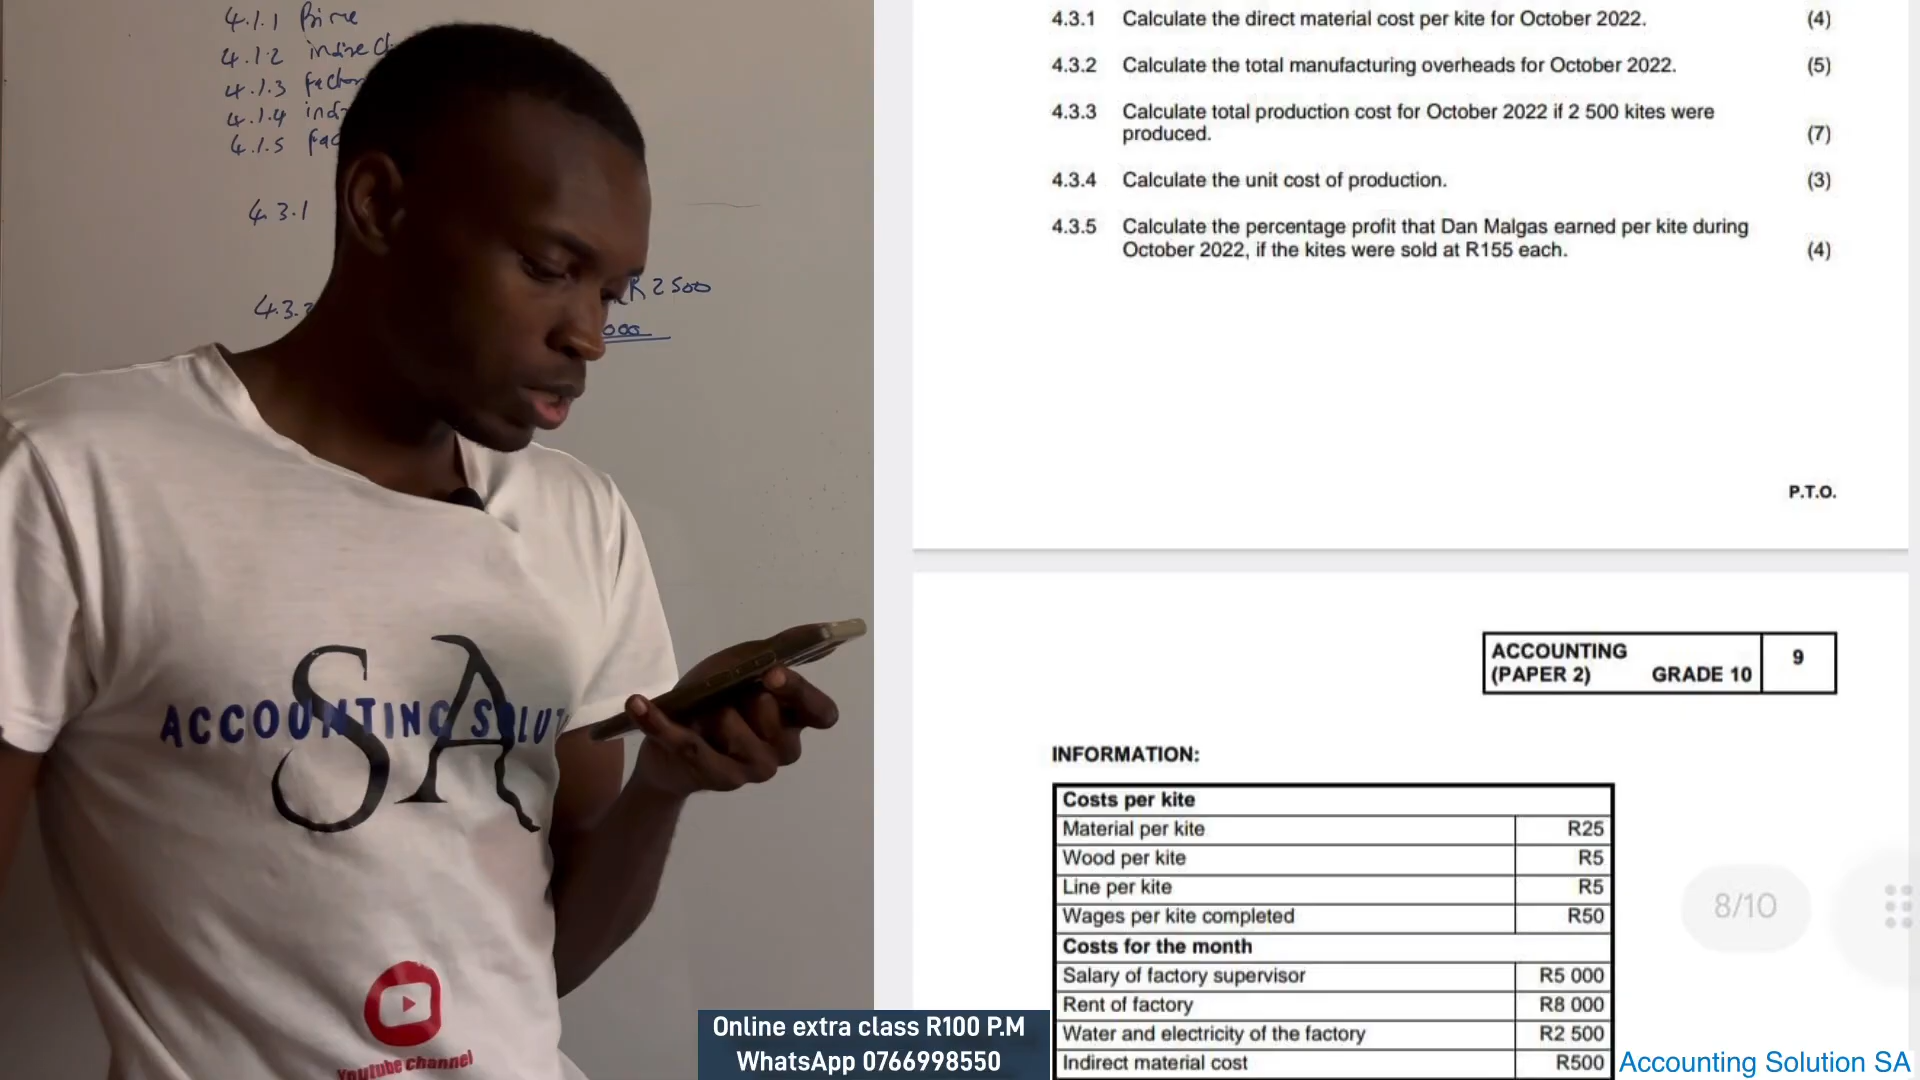 4.1.1 Prime
4.1.2 indirect
4.1.3
4.1.4
4.1.5
4.3.1
R2500
4.3.
000
ACCOUNTING SOLUT
SA
Youtube channel
4.3.1 Calculate the direct material cost per kite for October 2022. (4)
4.3.2 Calculate the total manufacturing overheads for October 2022. (5)
4.3.3 Calculate total production cost for October 2022 if 2 500 kites were
produced. (7)
4.3.4 Calculate the unit cost of production. (3)
4.3.5 Calculate the percentage profit that Dan Malgas earned per kite during
October 2022, if the kites were sold at R155 each. (4)
P.T.O.
ACCOUNTING
(PAPER 2) GRADE 10 9
INFORMATION:
Costs per kite
Material per kite R25
Wood per kite R5
Line per kite R5
Wages per kite completed R50
Costs for the month
Salary of factory supervisor R5 000
Rent of factory R8 000
Water and electricity of the factory R2 500
Indirect material cost R500
8/10
Online extra class R100 P.M
WhatsApp 0766998550
Accounting Solution SA